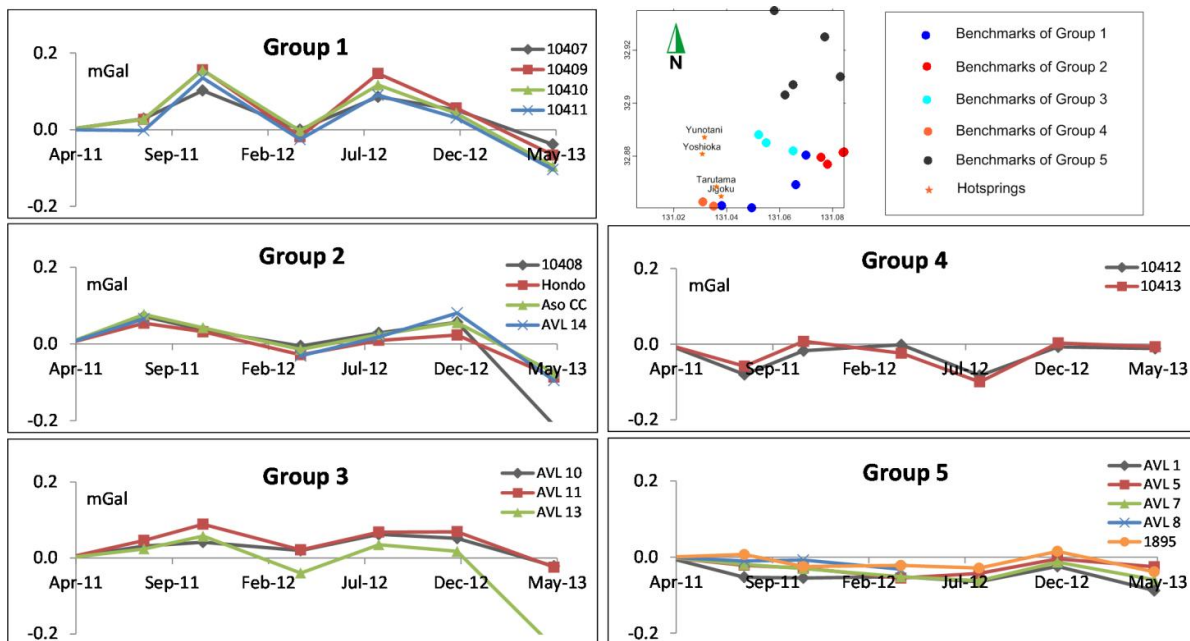 Group 1
mGal
10407
10409
10410
10411
0.2
0.0
-0.2
Apr-11 Sep-11 Feb-12 Jul-12 Dec-12 May-13
32.92
32.9
32.88
131.02 131.04 131.06 131.08
N
Yunotani
Yoshioka
Tarutama
Jigoku
Benchmarks of Group 1
Benchmarks of Group 2
Benchmarks of Group 3
Benchmarks of Group 4
Benchmarks of Group 5
Hotsprings
Group 2
mGal
10408
Hondo
Aso CC
AVL 14
0.2
0.0
-0.2
Apr-11 Sep-11 Feb-12 Jul-12 Dec-12 May-13
Group 4
mGal
10412
10413
0.2
0.0
-0.2
Apr-11 Sep-11 Feb-12 Jul-12 Dec-12 May-13
Group 3
mGal
AVL 10
AVL 11
AVL 13
0.2
0.0
-0.2
Apr-11 Sep-11 Feb-12 Jul-12 Dec-12 May-13
Group 5
mGal
AVL 1
AVL 5
AVL 7
AVL 8
1895
0.2
0.0
-0.2
Apr-11 Sep-11 Feb-12 Jul-12 Dec-12 May-13